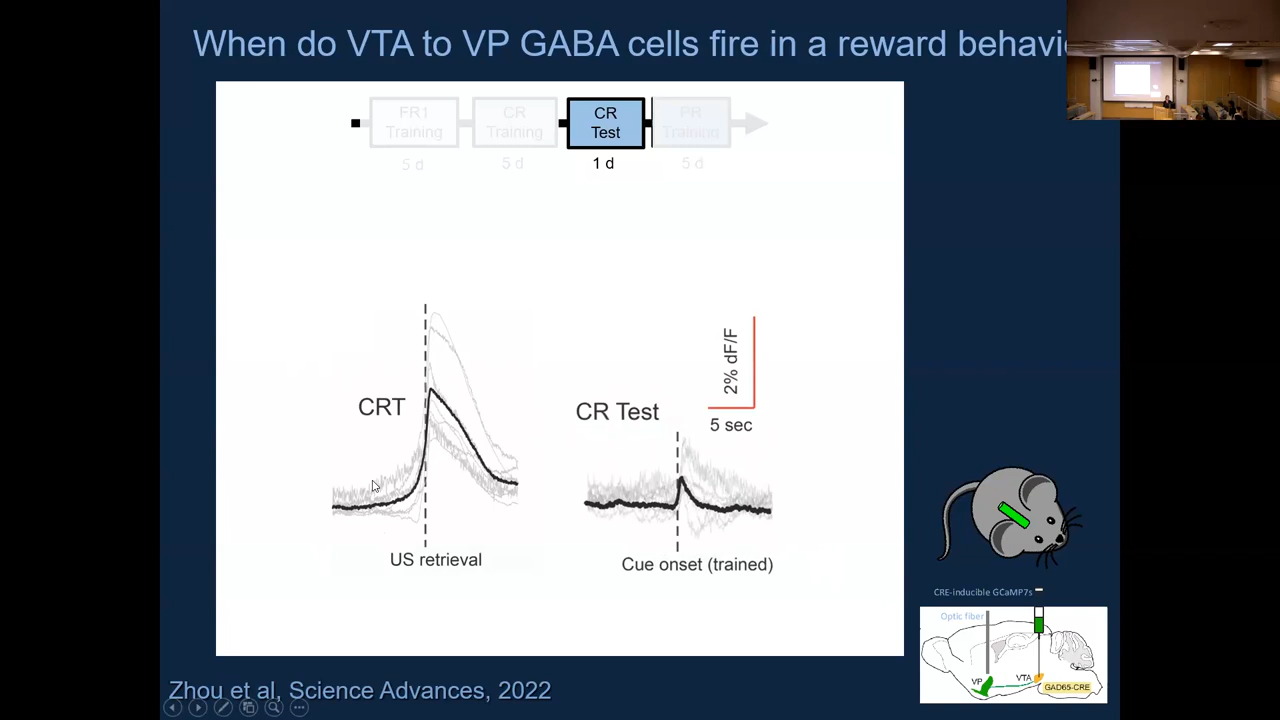 When do VTA to VP GABA cells fire in a reward behavi
FR1 Training
CR Training
CR Test
PR Training
5 d
5 d
1 d
5 d
2% dF/F
CRT
CR Test
5 sec
US retrieval
Cue onset (trained)
CRE-inducible GCaMP7s
Optic fiber
VP
VTA
GAD65-CRE
Zhou et al, Science Advances, 2022